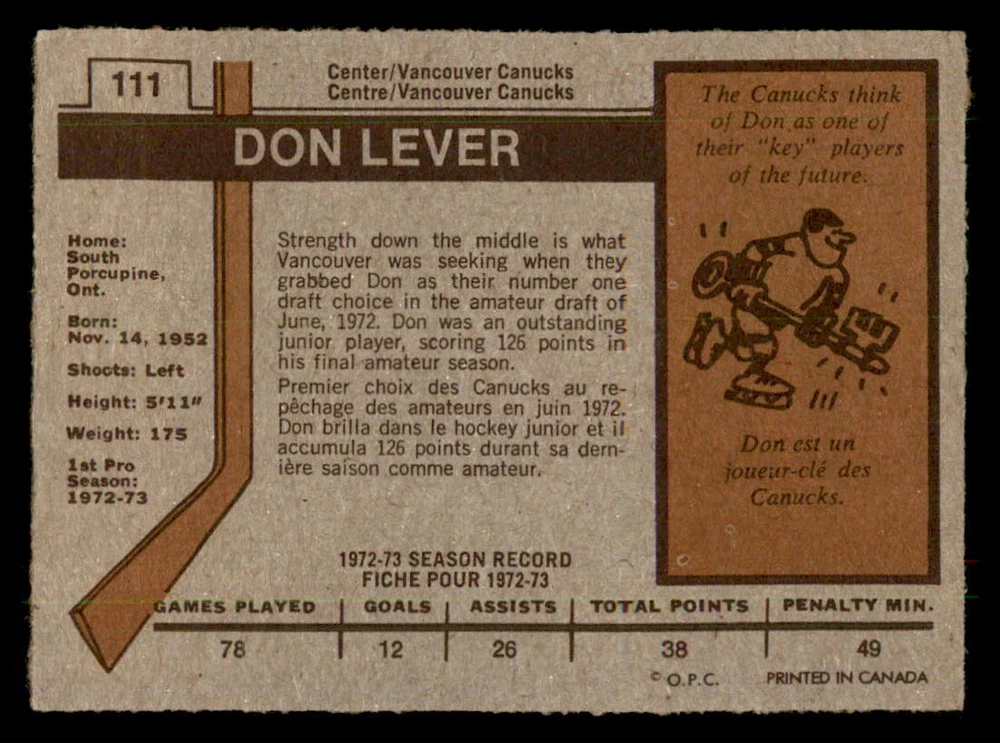 111
Center/Vancouver Canucks
Centre/Vancouver Canucks
DON LEVER
Home:
South
Porcupine,
Ont.
Born:
Nov. 14, 1952
Shoots: Left
Height: 5'11"
Weight: 175
1st Pro
Season:
1972-73
Strength down the middle is what
Vancouver was seeking when they
grabbed Don as their number one
draft choice in the amateur draft of
June, 1972. Don was an outstanding
junior player, scoring 126 points in
his final amateur season.
Premier choix des Canucks au re-
pêchage des amateurs en juin 1972.
Don brilla dans le hockey junior et il
accumula 126 points durant sa dern-
ière saison comme amateur.
The Canucks think
of Don as one of
their "key" players
of the future.
Don est un
joueur-clé des
Canucks.
1972-73 SEASON RECORD
FICHE POUR 1972-73
GAMES PLAYED GOALS ASSISTS TOTAL POINTS PENALTY MIN.
78 12 26 38 49
© O.P.C. PRINTED IN CANADA